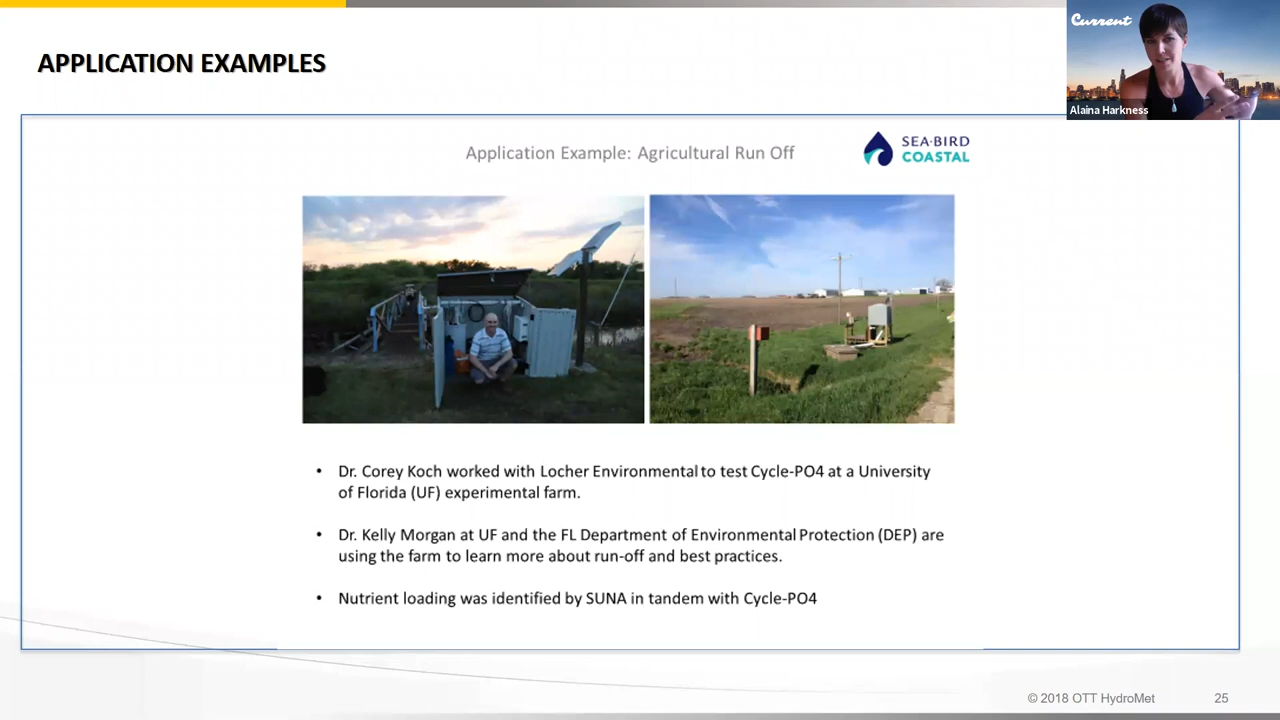 Current
Alaina Harkness
APPLICATION EXAMPLES
Application Example: Agricultural Run Off
SEA·BIRD
COASTAL
• Dr. Corey Koch worked with Locher Environmental to test Cycle-PO4 at a University
of Florida (UF) experimental farm.
• Dr. Kelly Morgan at UF and the FL Department of Environmental Protection (DEP) are
using the farm to learn more about run-off and best practices.
• Nutrient loading was identified by SUNA in tandem with Cycle-PO4
© 2018 OTT HydroMet
25